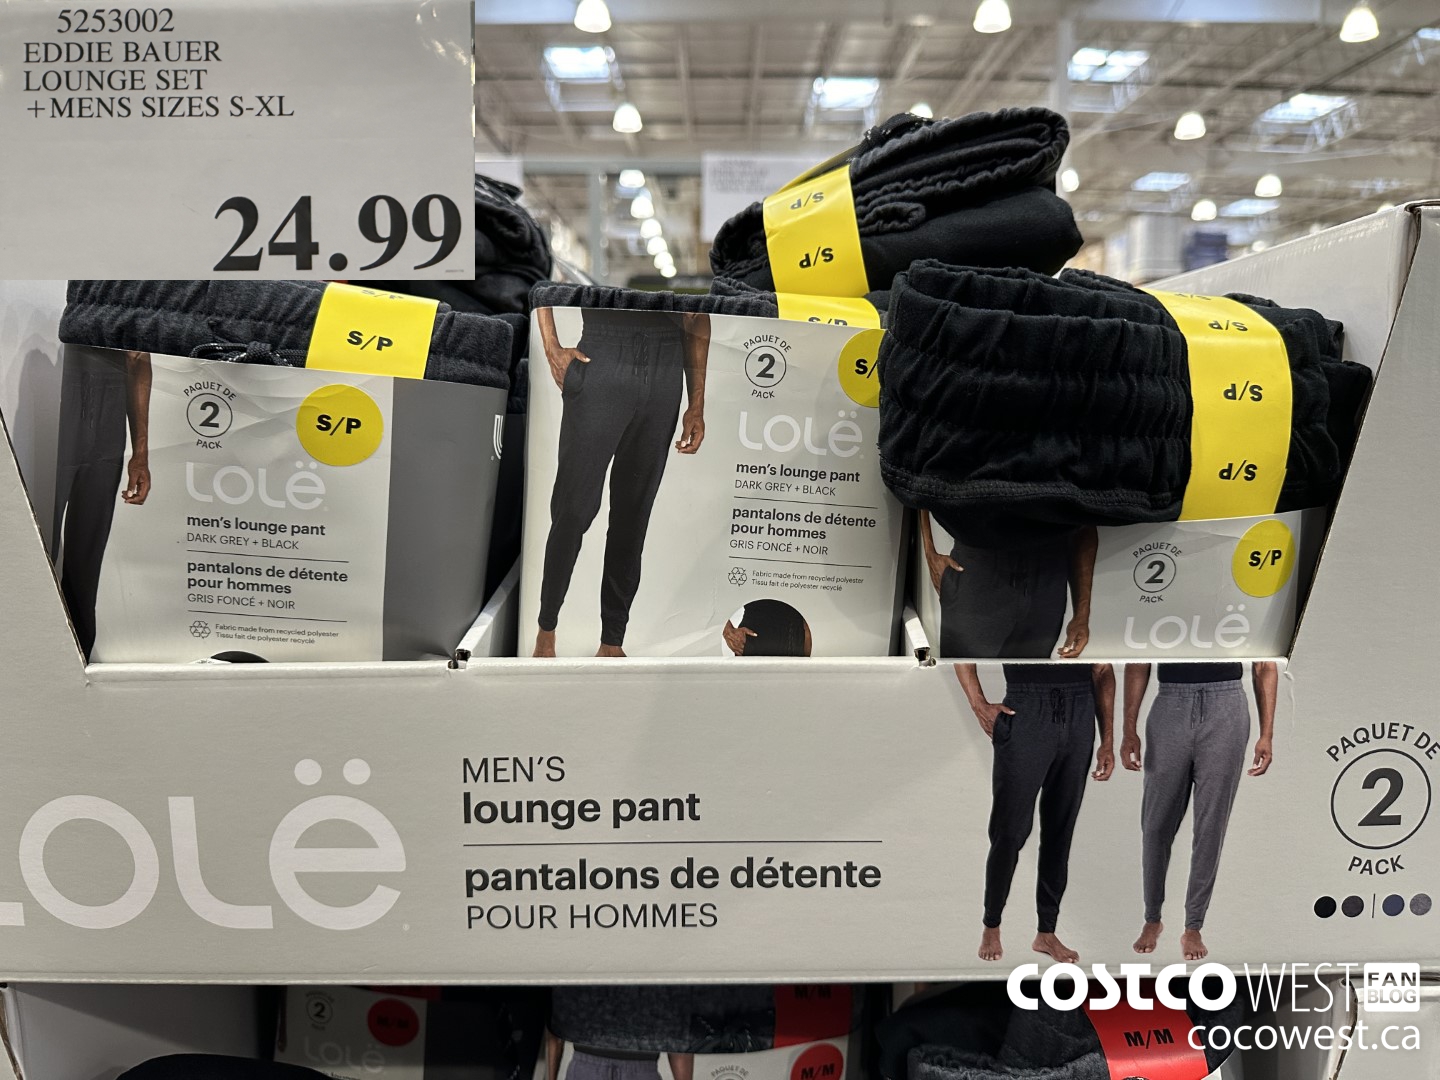 5253002
EDDIE BAUER
LOUNGE SET
+MENS SIZES S-XL
24.99
S/P
S/P
S/P
S/P
S/P
PAQUET DE
2
PACK
S/P
LOLË
men's lounge pant
DARK GREY + BLACK
pantalons de détente
pour hommes
GRIS FONCÉ + NOIR
Fabric made from recycled polyester
Tissu fait de polyester recyclé
PAQUET DE
2
PACK
S/
LOLË
men's lounge pant
DARK GREY + BLACK
pantalons de détente
pour hommes
GRIS FONCÉ + NOIR
Fabric made from recycled polyester
Tissu fait de polyester recyclé
S/P
S/P
S/P
PAQUET DE
2
PACK
S/P
LOLË
LOLË
MEN'S
lounge pant
pantalons de détente
POUR HOMMES
PAQUET DE
2
PACK
2
M/M
LOLË
M/M
PAQUET DE
M/M
M/M
COSTCO WEST FAN BLOG
cocowest.ca